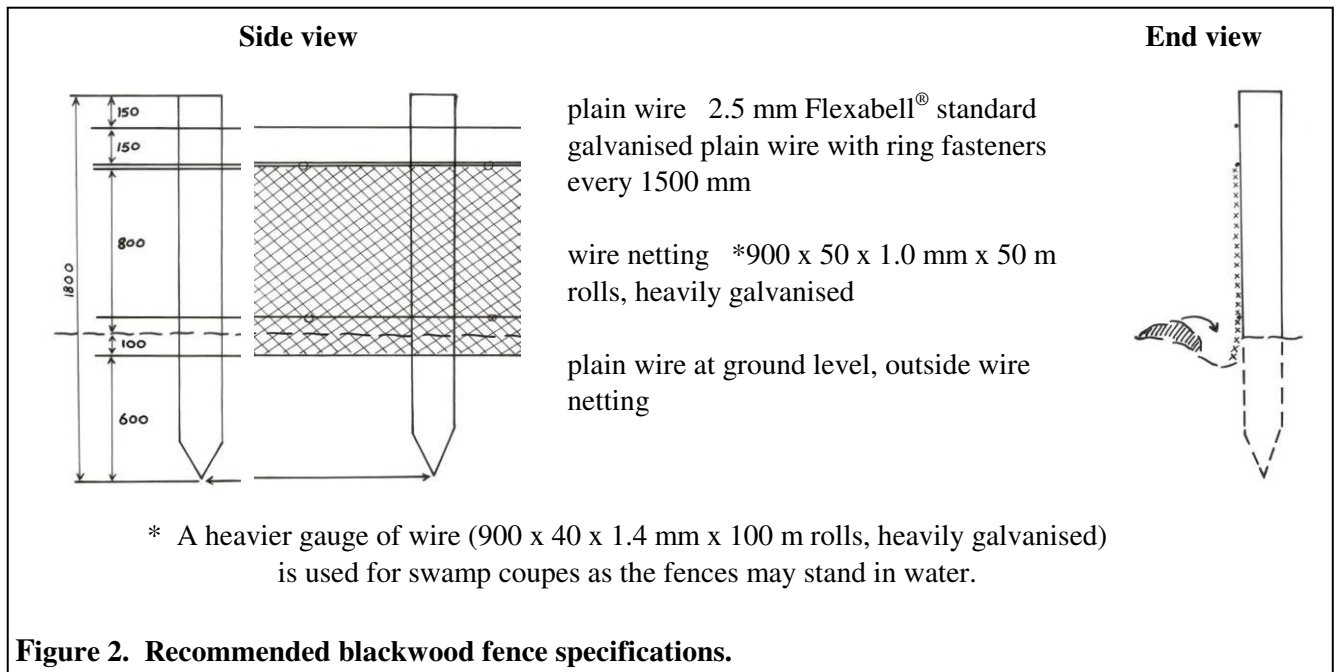 Side view
End view
150
150
800
1800
100
600
plain wire 2.5 mm Flexabell® standard
galvanised plain wire with ring fasteners
every 1500 mm
wire netting *900 x 50 x 1.0 mm x 50 m
rolls, heavily galvanised
plain wire at ground level, outside wire
netting
* A heavier gauge of wire (900 x 40 x 1.4 mm x 100 m rolls, heavily galvanised)
is used for swamp coupes as the fences may stand in water.
Figure 2. Recommended blackwood fence specifications.